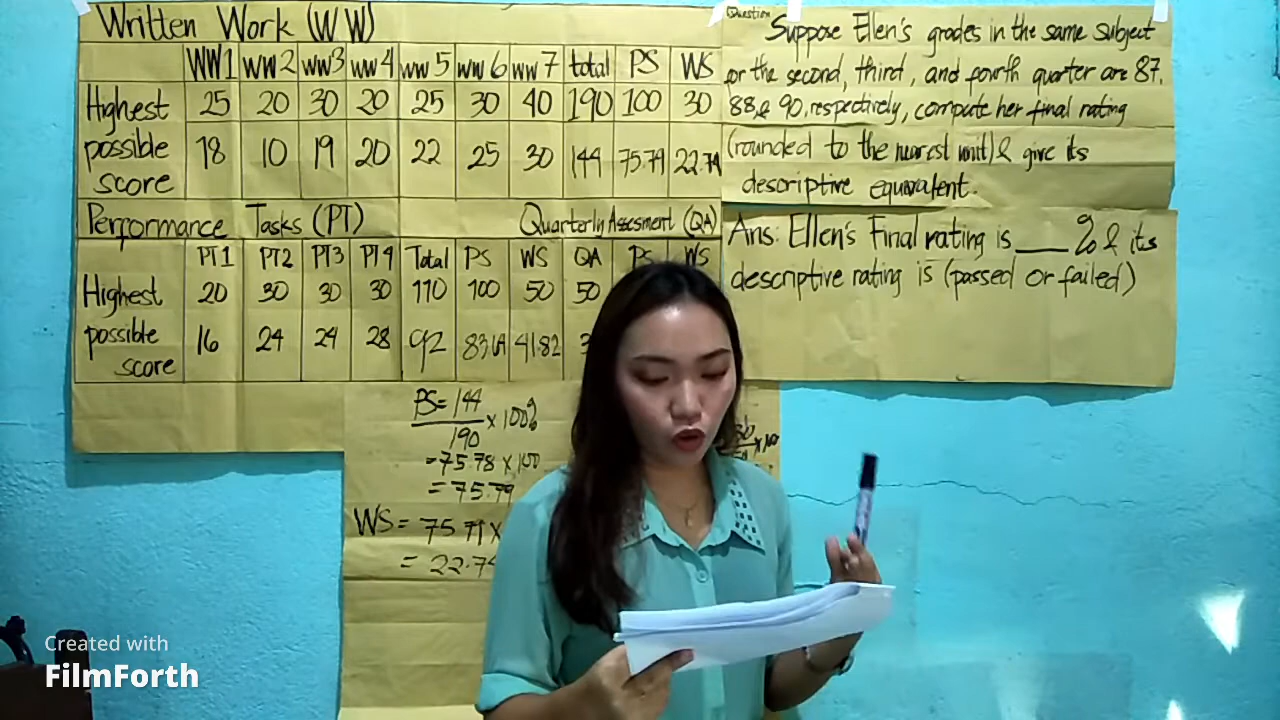 Written Work (WW)
WW1 WW2 WW3 WW4 WW5 WW6 WW7 total PS WS
Highest 25 20 30 20 25 30 40 190 100 30
possible score 18 10 19 20 22 25 30 144 75.79 22.74
Performance Tasks (PT) Quarterly Assesment (QA)
PT1 PT2 PT3 PT4 Total PS WS QA PS WS
Highest 20 30 30 30 110 100 50 50
possible score 16 24 24 28 92 83.64 41.82 3
PS = 144
190 × 100%
= 75.78 × 100
= 75.79
WS = 75.79 ×
= 22.74
Question
Suppose Ellen's grades in the same subject
for the second, third, and fourth quarter are 87,
88, & 90, respectively, compute her final rating
(rounded to the nearest unit) & give its
descriptive equivalent.
Ans: Ellen's Final rating is ___ % & its
descriptive rating is (passed or failed)
Created with
FilmForth